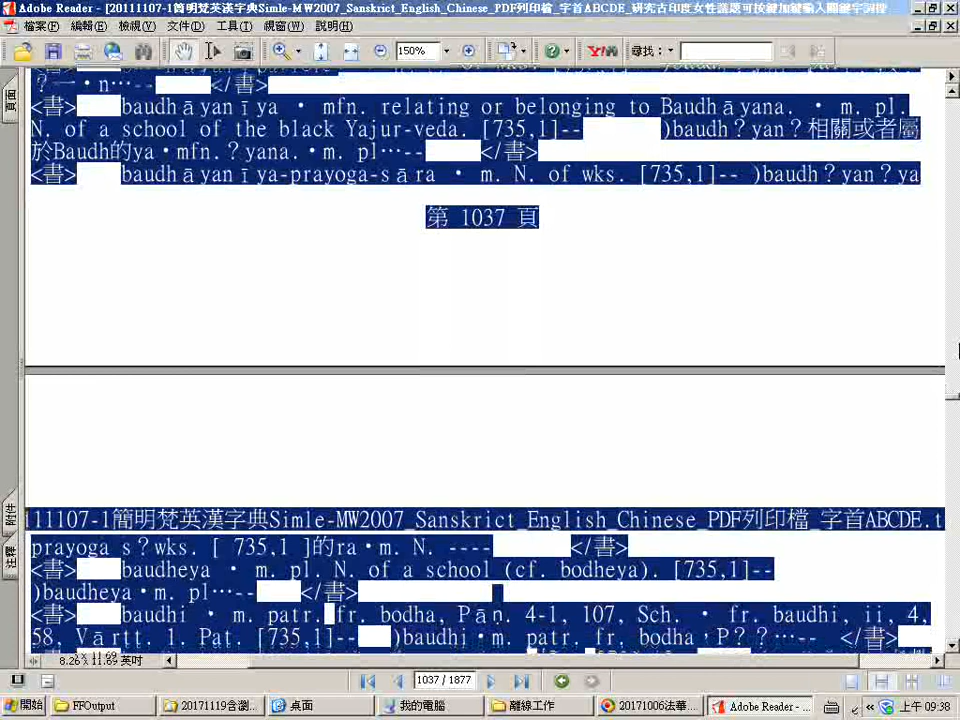 Adobe Reader - [20111107-1簡明梵英漢字典Simle-MW2007_Sanskrict_English_Chinese_PDF列印檔_字首ABCDE_研究古印度女性議題可按鍵加鍵輸入關鍵字詞搜
檔案(F) 編輯(E) 檢視(V) 文件(D) 工具(T) 視窗(W) 說明(H)
150% Y! 尋找:
頁面
?一·n…-- </書>
<書> baudhāyanīya · mfn. relating or belonging to Baudhāyana. · m. pl.
N. of a school of the black Yajur-veda. [735,1]-- )baudh?yan?相關或者屬
於Baudh的ya·mfn.?yana.·m. pl…-- </書>
<書> baudhāyanīya-prayoga-sāra · m. N. of wks. [735,1]-- )baudh?yan?ya
第 1037 頁
附件
注釋
11107-1簡明梵英漢字典Simle-MW2007_Sanskrict_English_Chinese_PDF列印檔_字首ABCDE.t
prayoga s?wks. [ 735,1 ]的ra·m. N. ---- </書>
<書> baudheya · m. pl. N. of a school (cf. bodheya). [735,1]--
)baudheya·m. pl…-- </書>
<書> baudhi · m. patr. fr. bodha, Pāṇ. 4-1, 107, Sch. · fr. baudhi, ii, 4,
58, Vārtt. 1. Pat. [735,1]-- )baudhi·m. patr. fr. bodha,P??…-- </書>
8.26 x 11.69 英吋
1037 / 1877
開始 FFOutput 20171119含瀏... 桌面 我的電腦 離線工作 20171006法華... Adobe Reader -... 上午 09:38